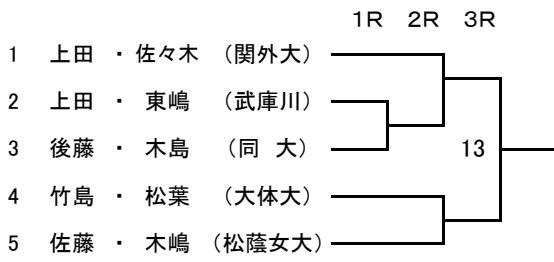 1R 2R 3R
1 上田 ・ 佐々木 (関外大)
2 上田 ・ 東嶋 (武庫川)
3 後藤 ・ 木島 (同 大) 13
4 竹島 ・ 松葉 (大体大)
5 佐藤 ・ 木嶋 (松蔭女大)